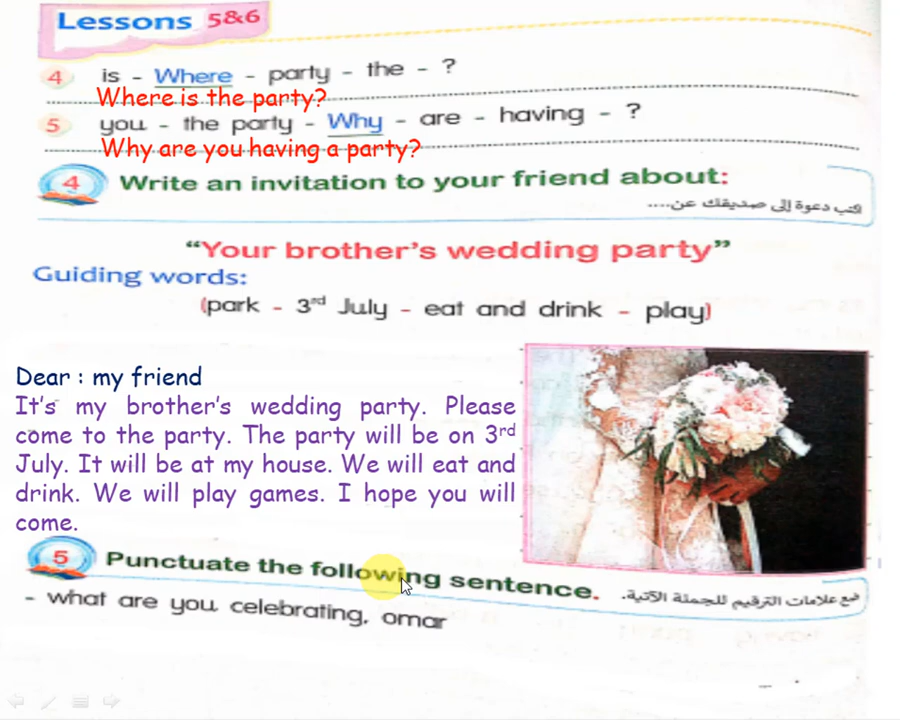 Lessons 5&6
4 is - Where - party - the - ?
Where is the party?
5 you - the party - Why - are - having - ?
Why are you having a party?
4 Write an invitation to your friend about:
اكتب دعوة إلى صديقك عن....
“Your brother’s wedding party”
Guiding words:
(park - 3rd July - eat and drink - play)
Dear : my friend
It’s my brother’s wedding party. Please
come to the party. The party will be on 3rd
July. It will be at my house. We will eat and
drink. We will play games. I hope you will
come.
5 Punctuate the following sentence.
ضع علامات الترقيم للجملة الآتية.
- what are you celebrating, omar